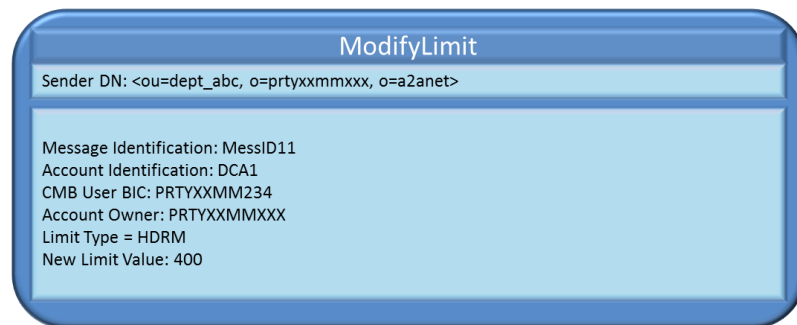 ModifyLimit
Sender DN: <ou=dept_abc, o=prtyxxmmxxx, o=a2anet>
Message Identification: MessID11
Account Identification: DCA1
CMB User BIC: PRTYXXMM234
Account Owner: PRTYXXMMXXX
Limit Type = HDRM
New Limit Value: 400